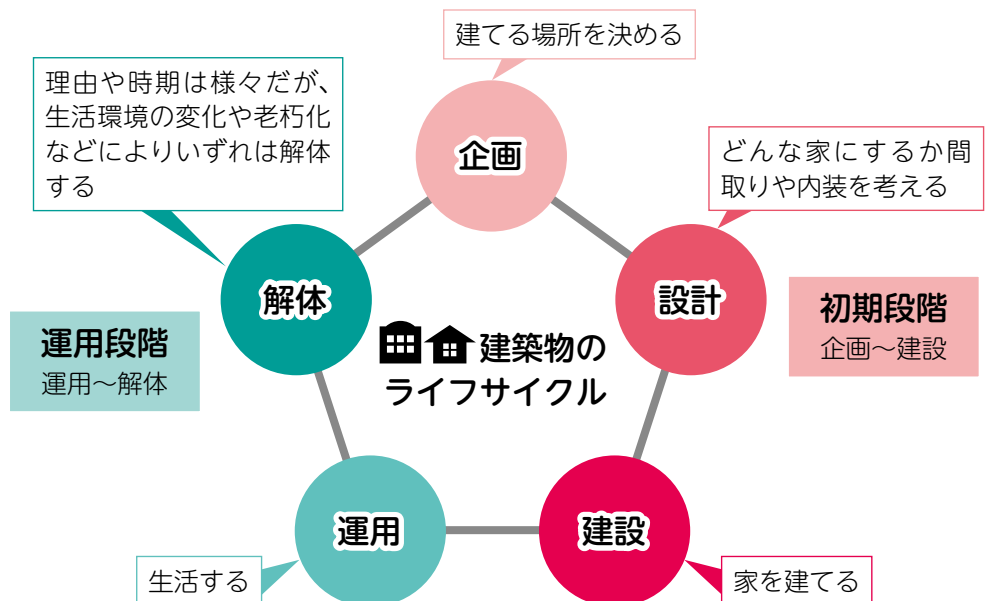 建てる場所を決める
企画
理由や時期は様々だが、
生活環境の変化や老朽化
などによりいずれは解体
する
どんな家にするか間
取りや内装を考える
解体
設計
運用段階
運用～解体
建築物の
ライフサイクル
初期段階
企画～建設
運用
建設
生活する
家を建てる